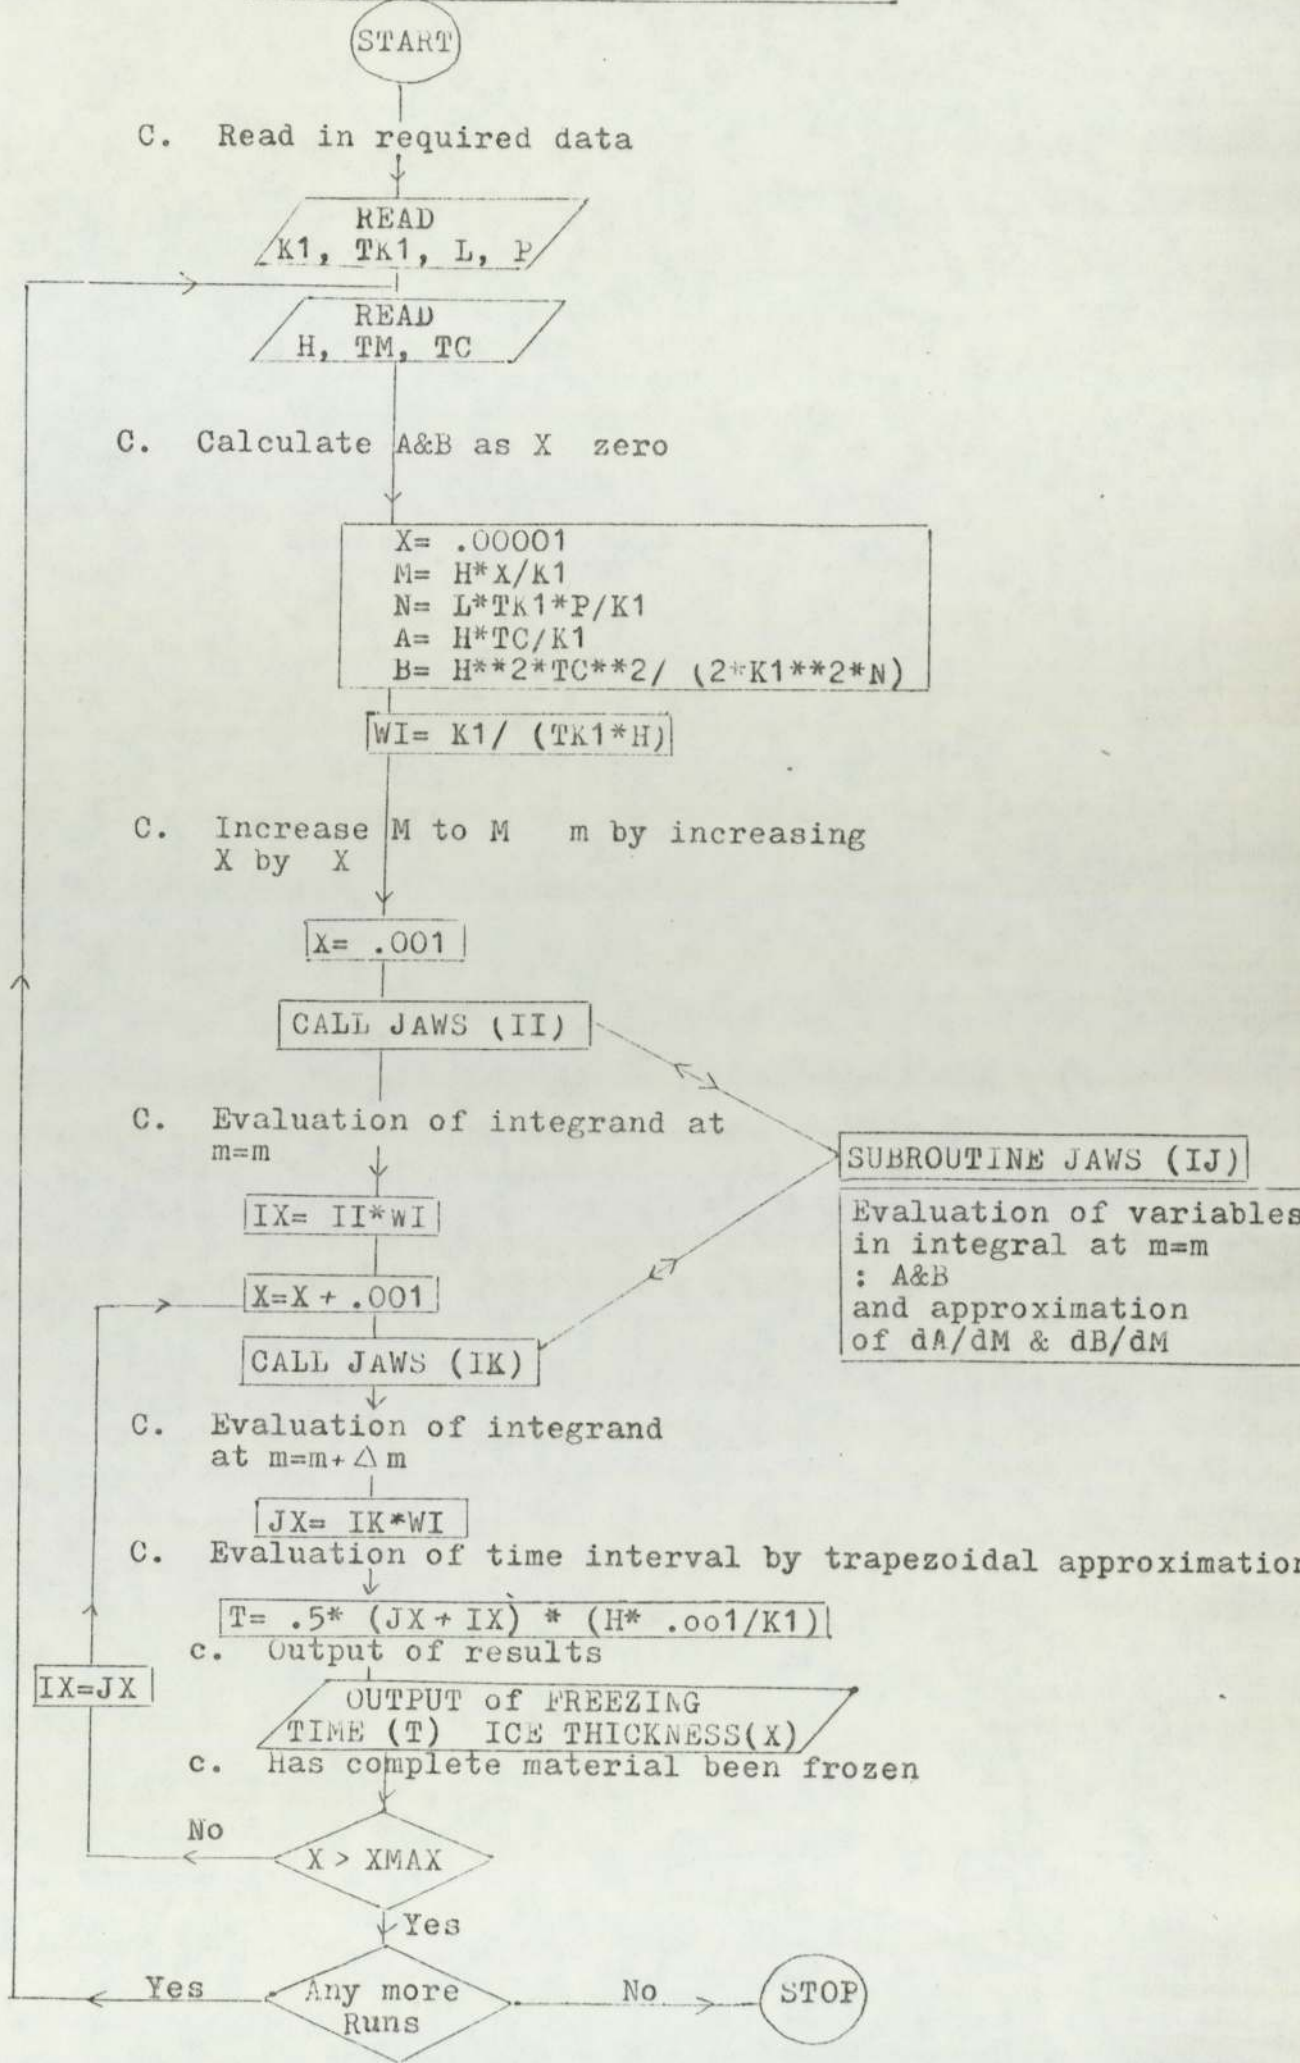 START
C. Read in required data
READ
K1, TK1, L, P
READ
H, TM, TC
C. Calculate A&B as X zero
X= .00001
M= H*X/K1
N= L*TK1*P/K1
A= H*TC/K1
B= H**2*TC**2/ (2*K1**2*N)
WI= K1/ (TK1*H)
C. Increase M to M m by increasing
X by X
X= .001
CALL JAWS (II)
C. Evaluation of integrand at
m=m
SUBROUTINE JAWS (IJ)
Evaluation of variables
in integral at m=m
: A&B
and approximation
of dA/dM & dB/dM
IX= II*WI
X=X + .001
CALL JAWS (IK)
C. Evaluation of integrand
at m=m+ △ m
JX= IK*WI
C. Evaluation of time interval by trapezoidal approximation
T= .5* (JX + IX) * (H* .oo1/K1)
c. Output of results
IX=JX
OUTPUT of FREEZING
TIME (T) ICE THICKNESS(X)
c. Has complete material been frozen
No
X > XMAX
Yes
Yes
Any more
Runs
No
STOP